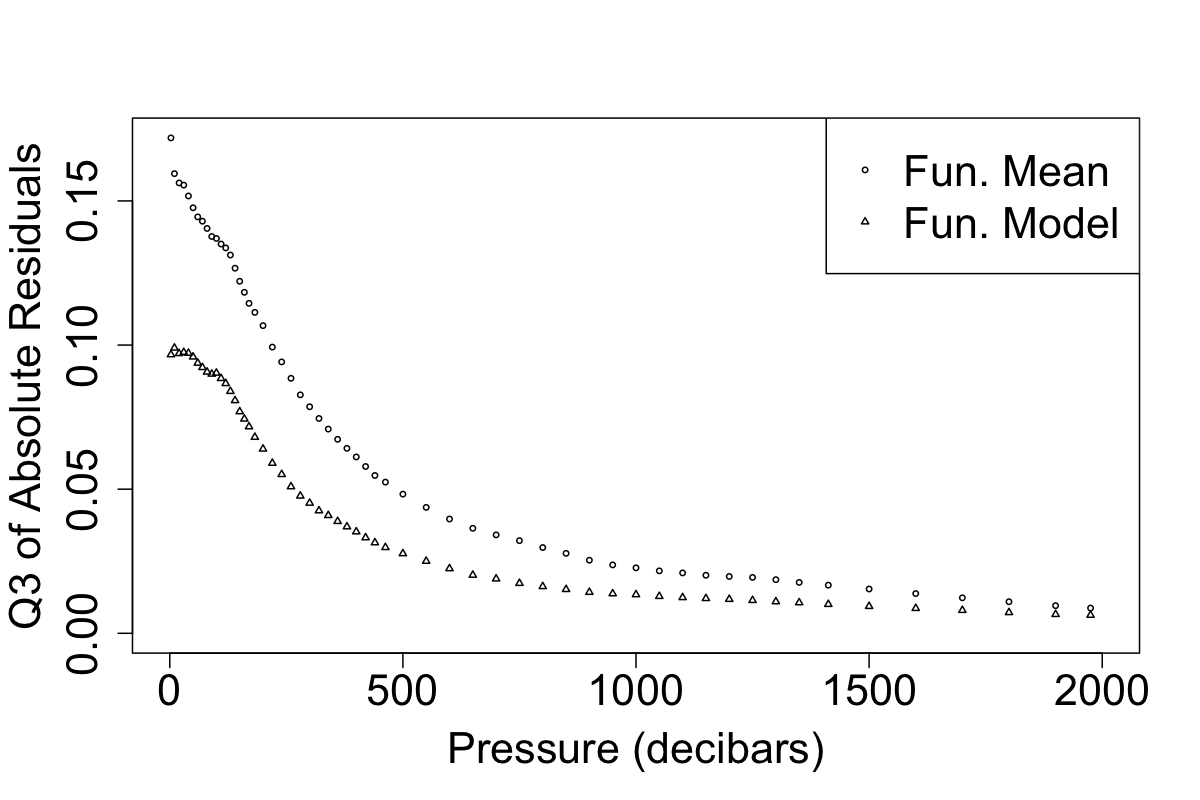 Q3 of Absolute Residuals
0.15
0.10
0.05
0.00
Fun. Mean
Fun. Model
0
500
1000
1500
2000
Pressure (decibars)